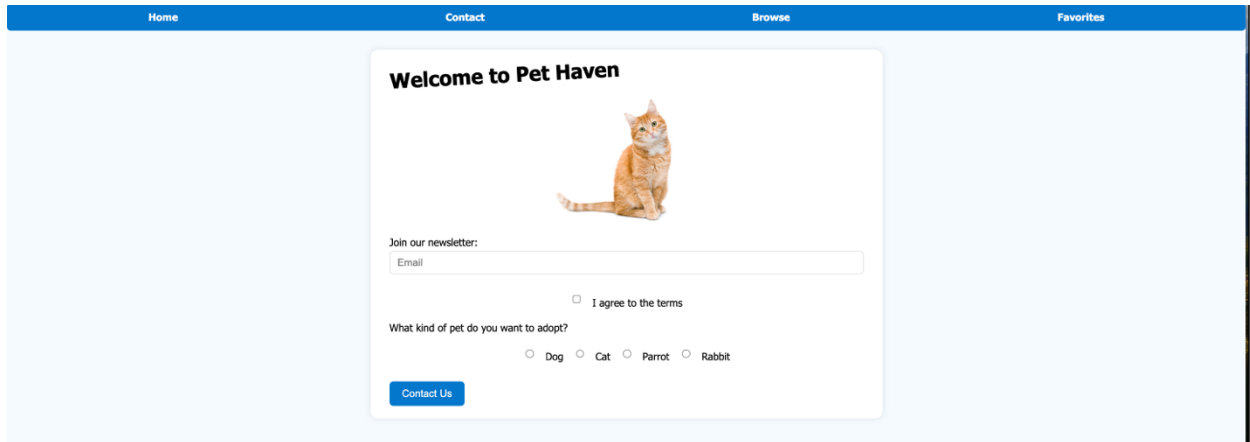 Home Contact Browse Favorites
Welcome to Pet Haven
Join our newsletter:
Email
I agree to the terms
What kind of pet do you want to adopt?
Dog Cat Parrot Rabbit
Contact Us